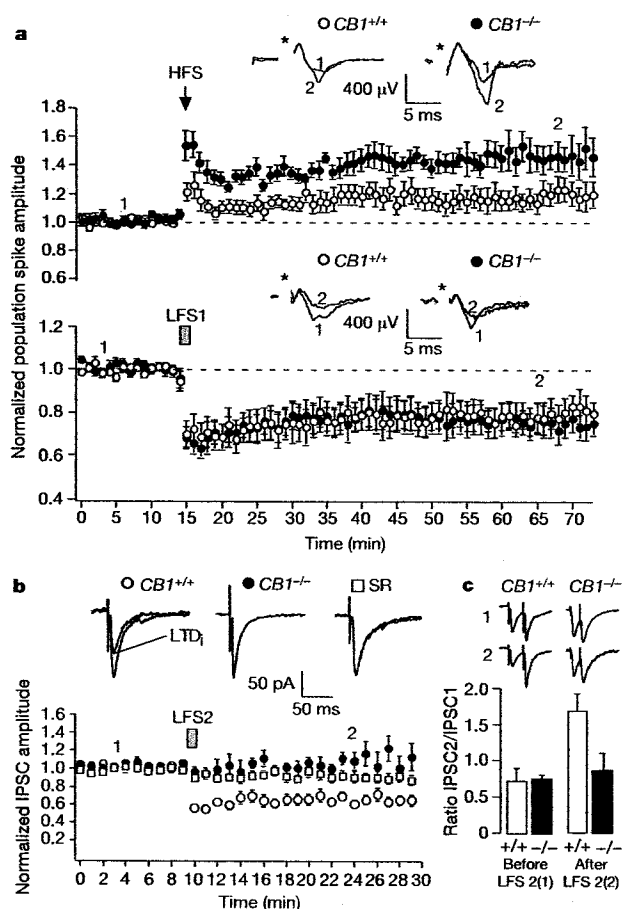 a
CB1+/+
CB1−/−
*
1
2
400 µV
5 ms
*
1
2
HFS
1
2
1.8
1.6
1.4
1.2
1.0
0.8
0.6
Normalized population spike amplitude
CB1+/+
CB1−/−
*
2
1
400 µV
5 ms
*
2
1
LFS1
1
2
1.2
1.0
0.8
0.6
0.4
0 5 10 15 20 25 30 35 40 45 50 55 60 65 70
Time (min)
b
CB1+/+
CB1−/−
SR
LTDi
50 pA
50 ms
LFS2
1
2
1.6
1.4
1.2
1.0
0.8
0.6
0.4
0.2
Normalized IPSC amplitude
0 2 4 6 8 10 12 14 16 18 20 22 24 26 28 30
Time (min)
c
CB1+/+ CB1−/−
1
2
2.0
1.5
1.0
0.5
0
Ratio IPSC2/IPSC1
+/+ −/− +/+ −/−
Before After
LFS 2(1) LFS 2(2)